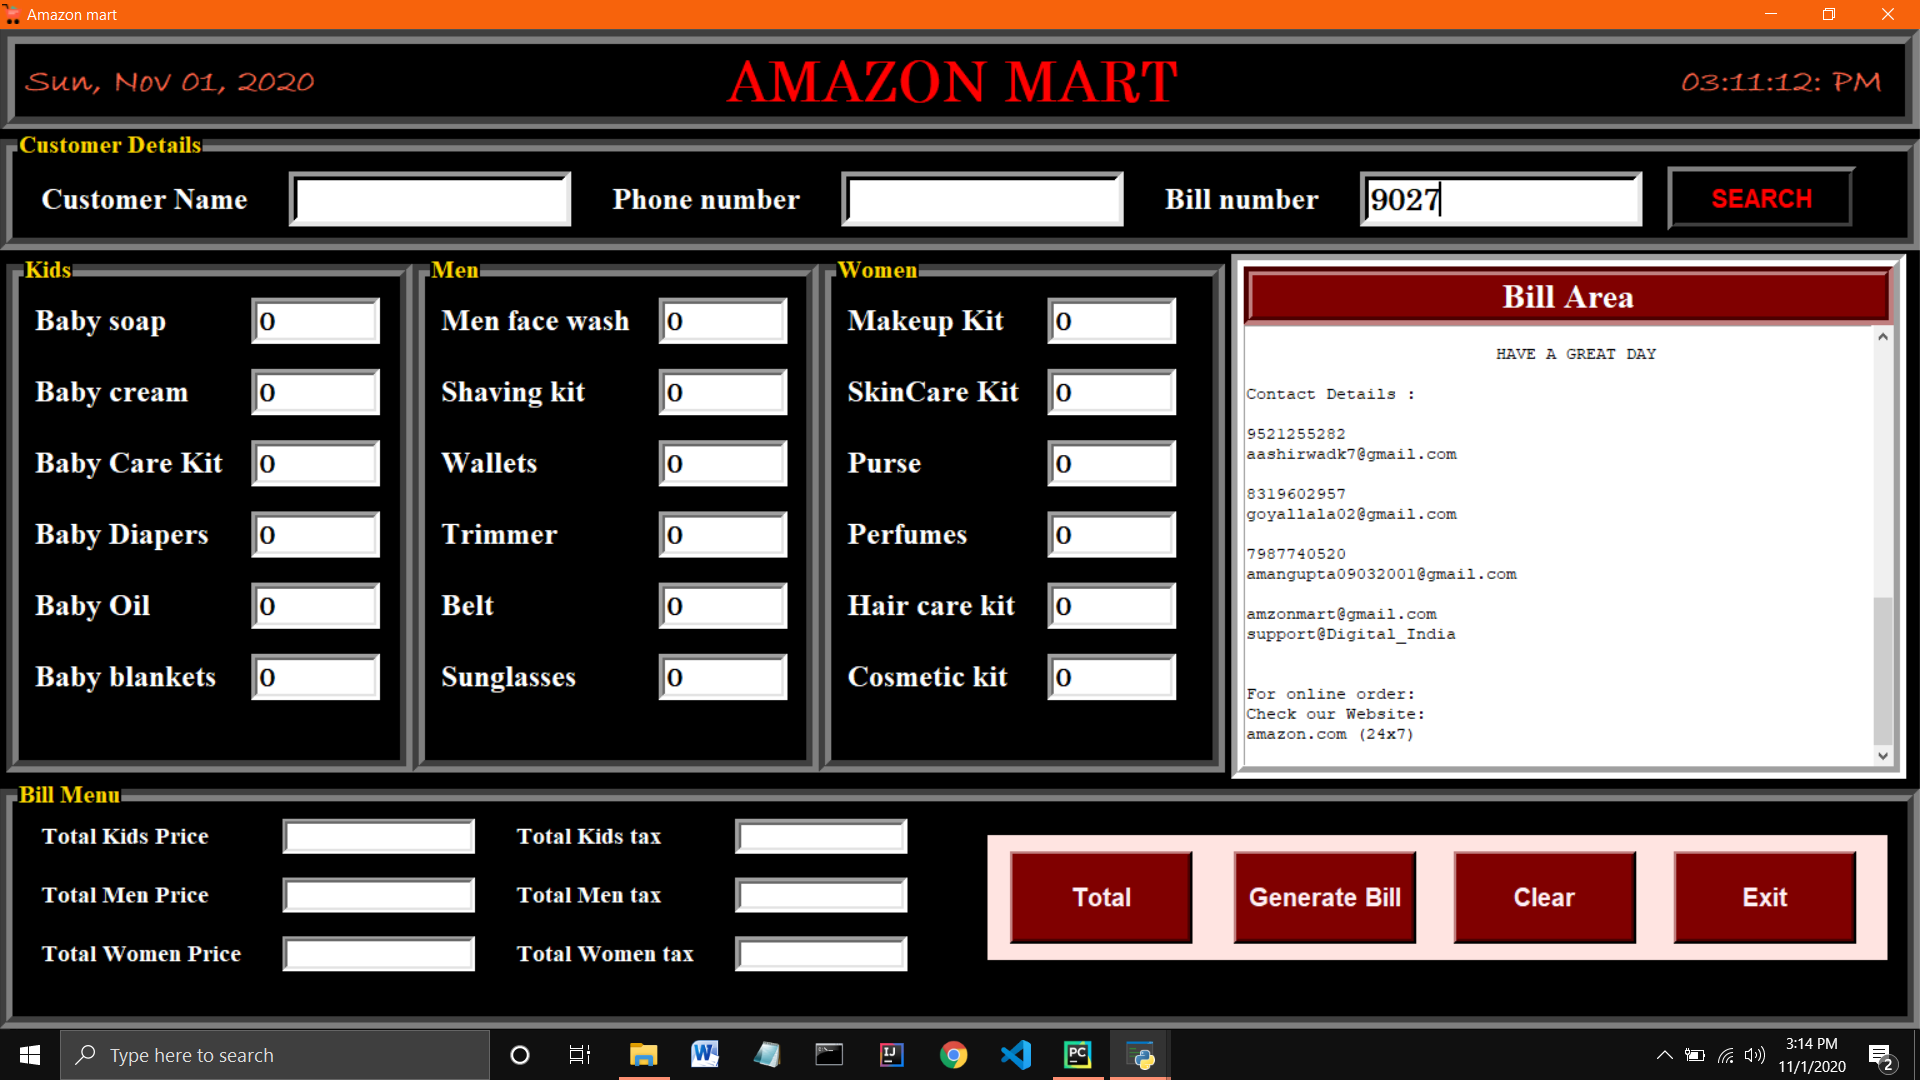 Amazon mart
Sun, Nov 01, 2020
AMAZON MART
03:11:12: PM
Customer Details
Customer Name
Phone number
Bill number
9027
SEARCH
Kids
Baby soap 0
Baby cream 0
Baby Care Kit 0
Baby Diapers 0
Baby Oil 0
Baby blankets 0
Men
Men face wash 0
Shaving kit 0
Wallets 0
Trimmer 0
Belt 0
Sunglasses 0
Women
Makeup Kit 0
SkinCare Kit 0
Purse 0
Perfumes 0
Hair care kit 0
Cosmetic kit 0
Bill Area
HAVE A GREAT DAY
Contact Details :
9521255282
aashirwadk7@gmail.com
8319602957
goyallala02@gmail.com
7987740520
amangupta09032001@gmail.com
amzonmart@gmail.com
support@Digital_India
For online order:
Check our Website:
amazon.com (24x7)
Bill Menu
Total Kids Price
Total Kids tax
Total Men Price
Total Men tax
Total Women Price
Total Women tax
Total
Generate Bill
Clear
Exit
Type here to search
W
IJ
PC
3:14 PM
11/1/2020
2